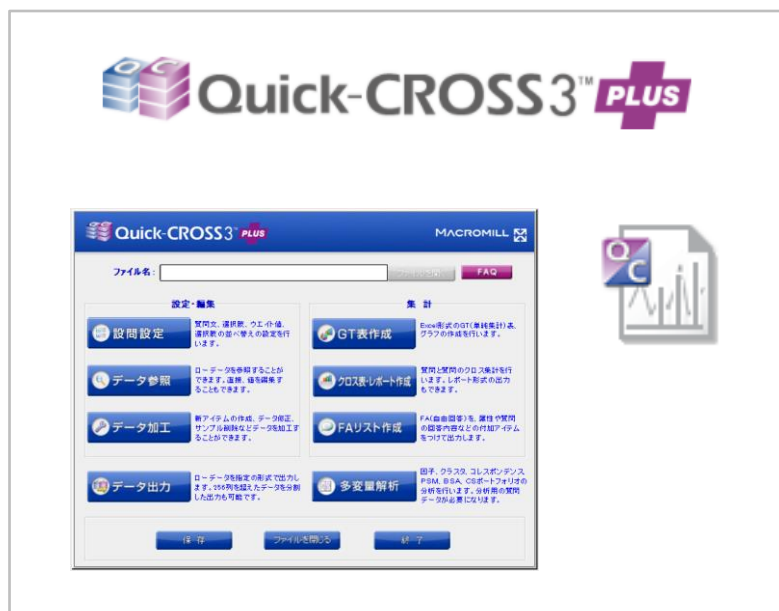 QC Quick-CROSS 3™ PLUS
Quick-CROSS 3™ PLUS
MACROMILL
ファイル名:
FAQ
設定・編集
設問設定
質問文、選択肢、ウエイト値、
選択肢の並べ替えの設定を行
います。
データ参照
ローデータを参照することが
できます。直接、値を編集す
ることもできます。
データ加工
新アイテムの作成、データ修正、
サンプル削除などデータを加工す
ることができます。
データ出力
ローデータを指定の形式で出力し
ます。256列を超えたデータを分割
した出力も可能です。
集 計
GT表作成
Excel形式のGT(単純集計)表、
グラフの作成を行います。
クロス表・レポート作成
質問と質問のクロス集計を行
います。レポート形式の出力
もできます。
FAリスト作成
FA(自由回答)を、属性や質問
の回答内容などの付加アイテム
をつけて出力します。
多変量解析
因子、クラスタ、コレスポンデンス、
PSM、BSA、CSポートフォリオの
分析を行います。分析用の質問
データが必要になります。
保 存
ファイルを閉じる
終 了
QC